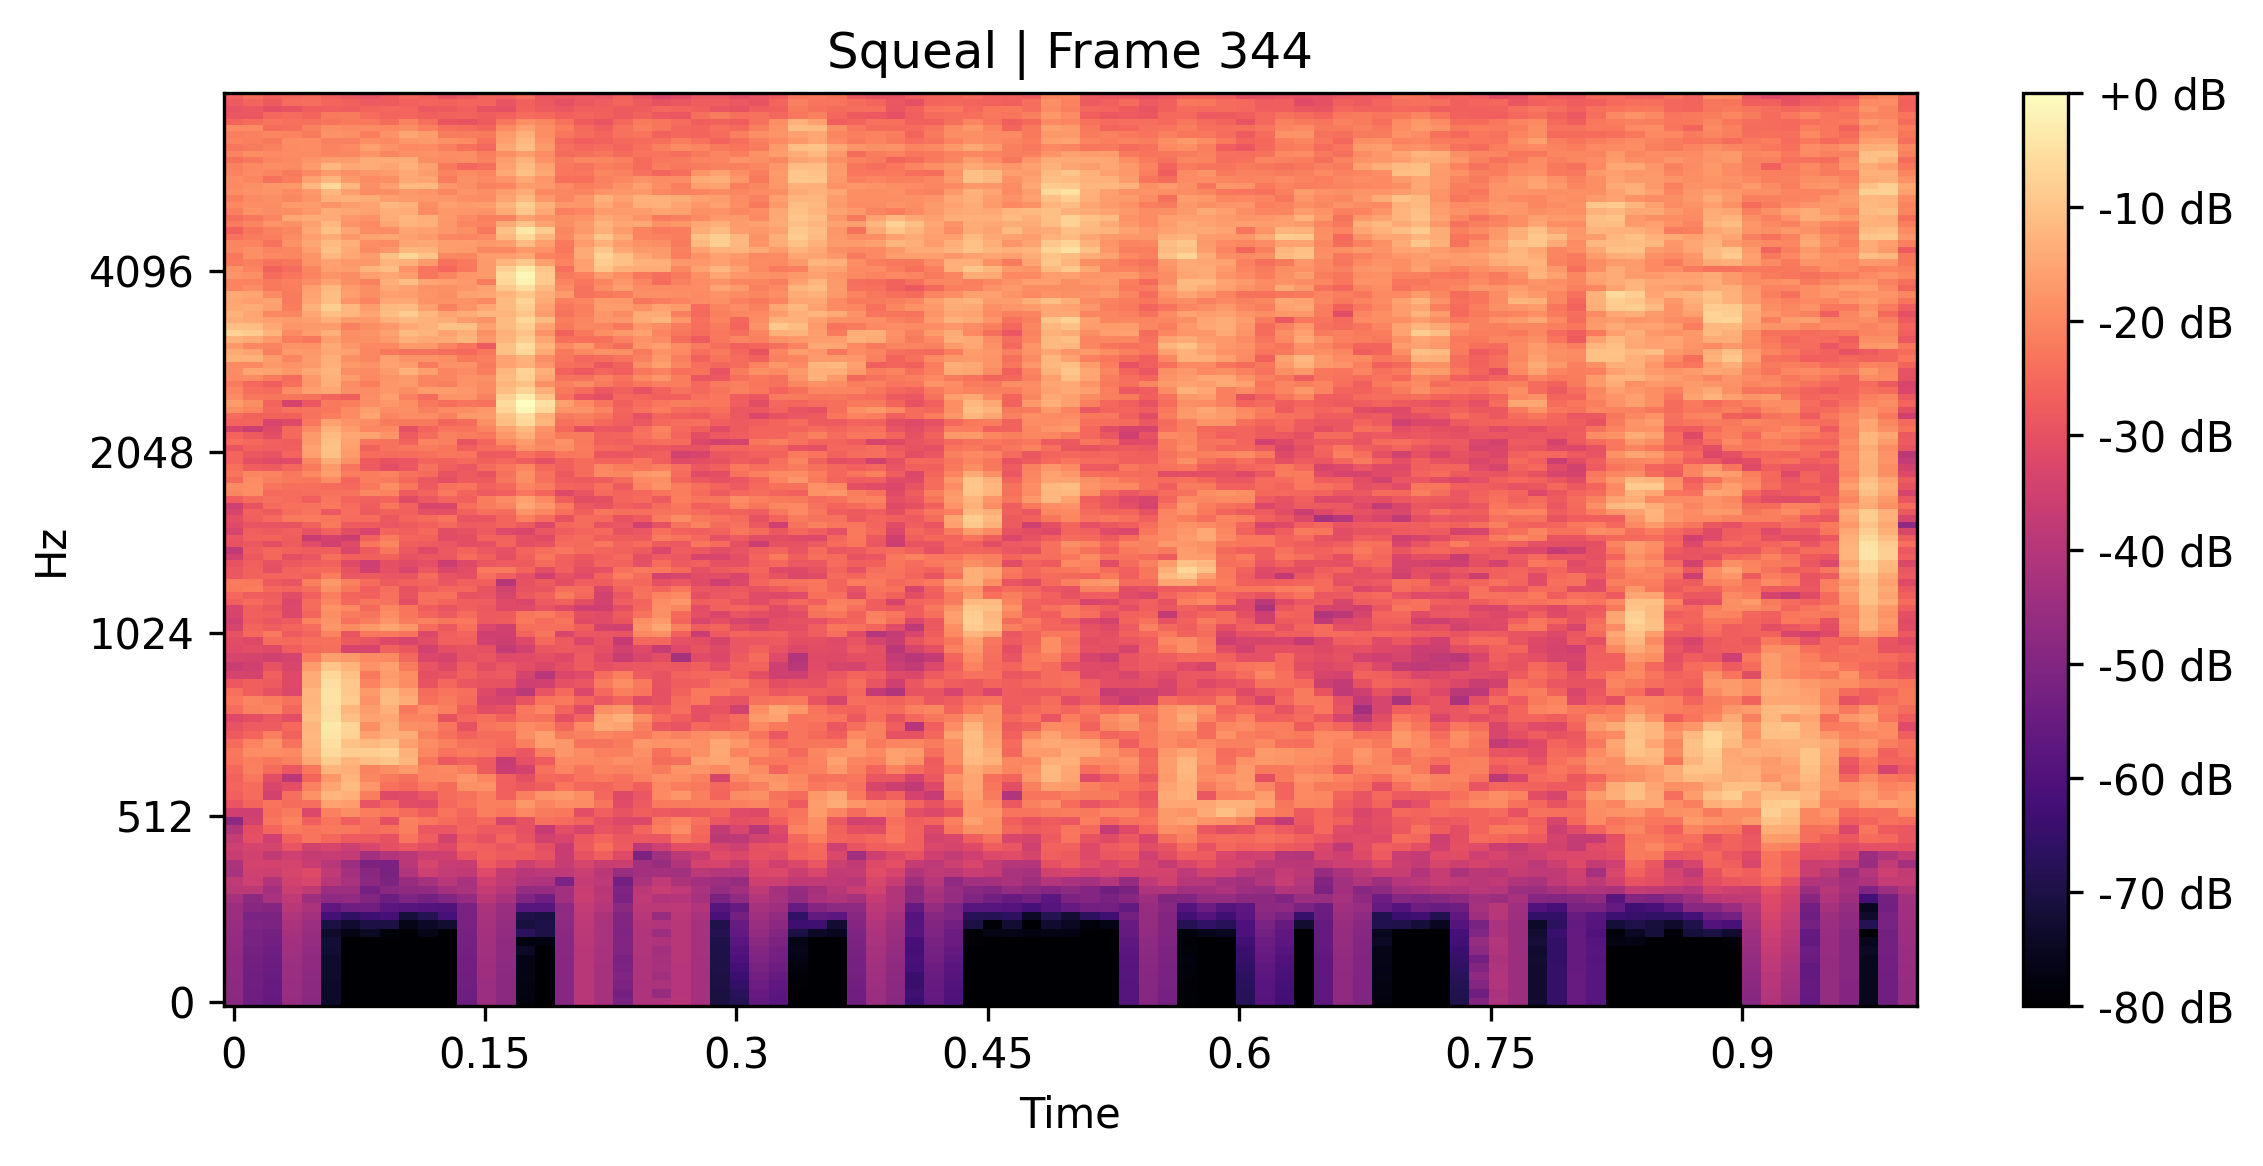 Squeal | Frame 344
+0 dB
-10 dB
-20 dB
-30 dB
-40 dB
-50 dB
-60 dB
-70 dB
-80 dB
4096
2048
1024
512
0
Hz
0 0.15 0.3 0.45 0.6 0.75 0.9
Time